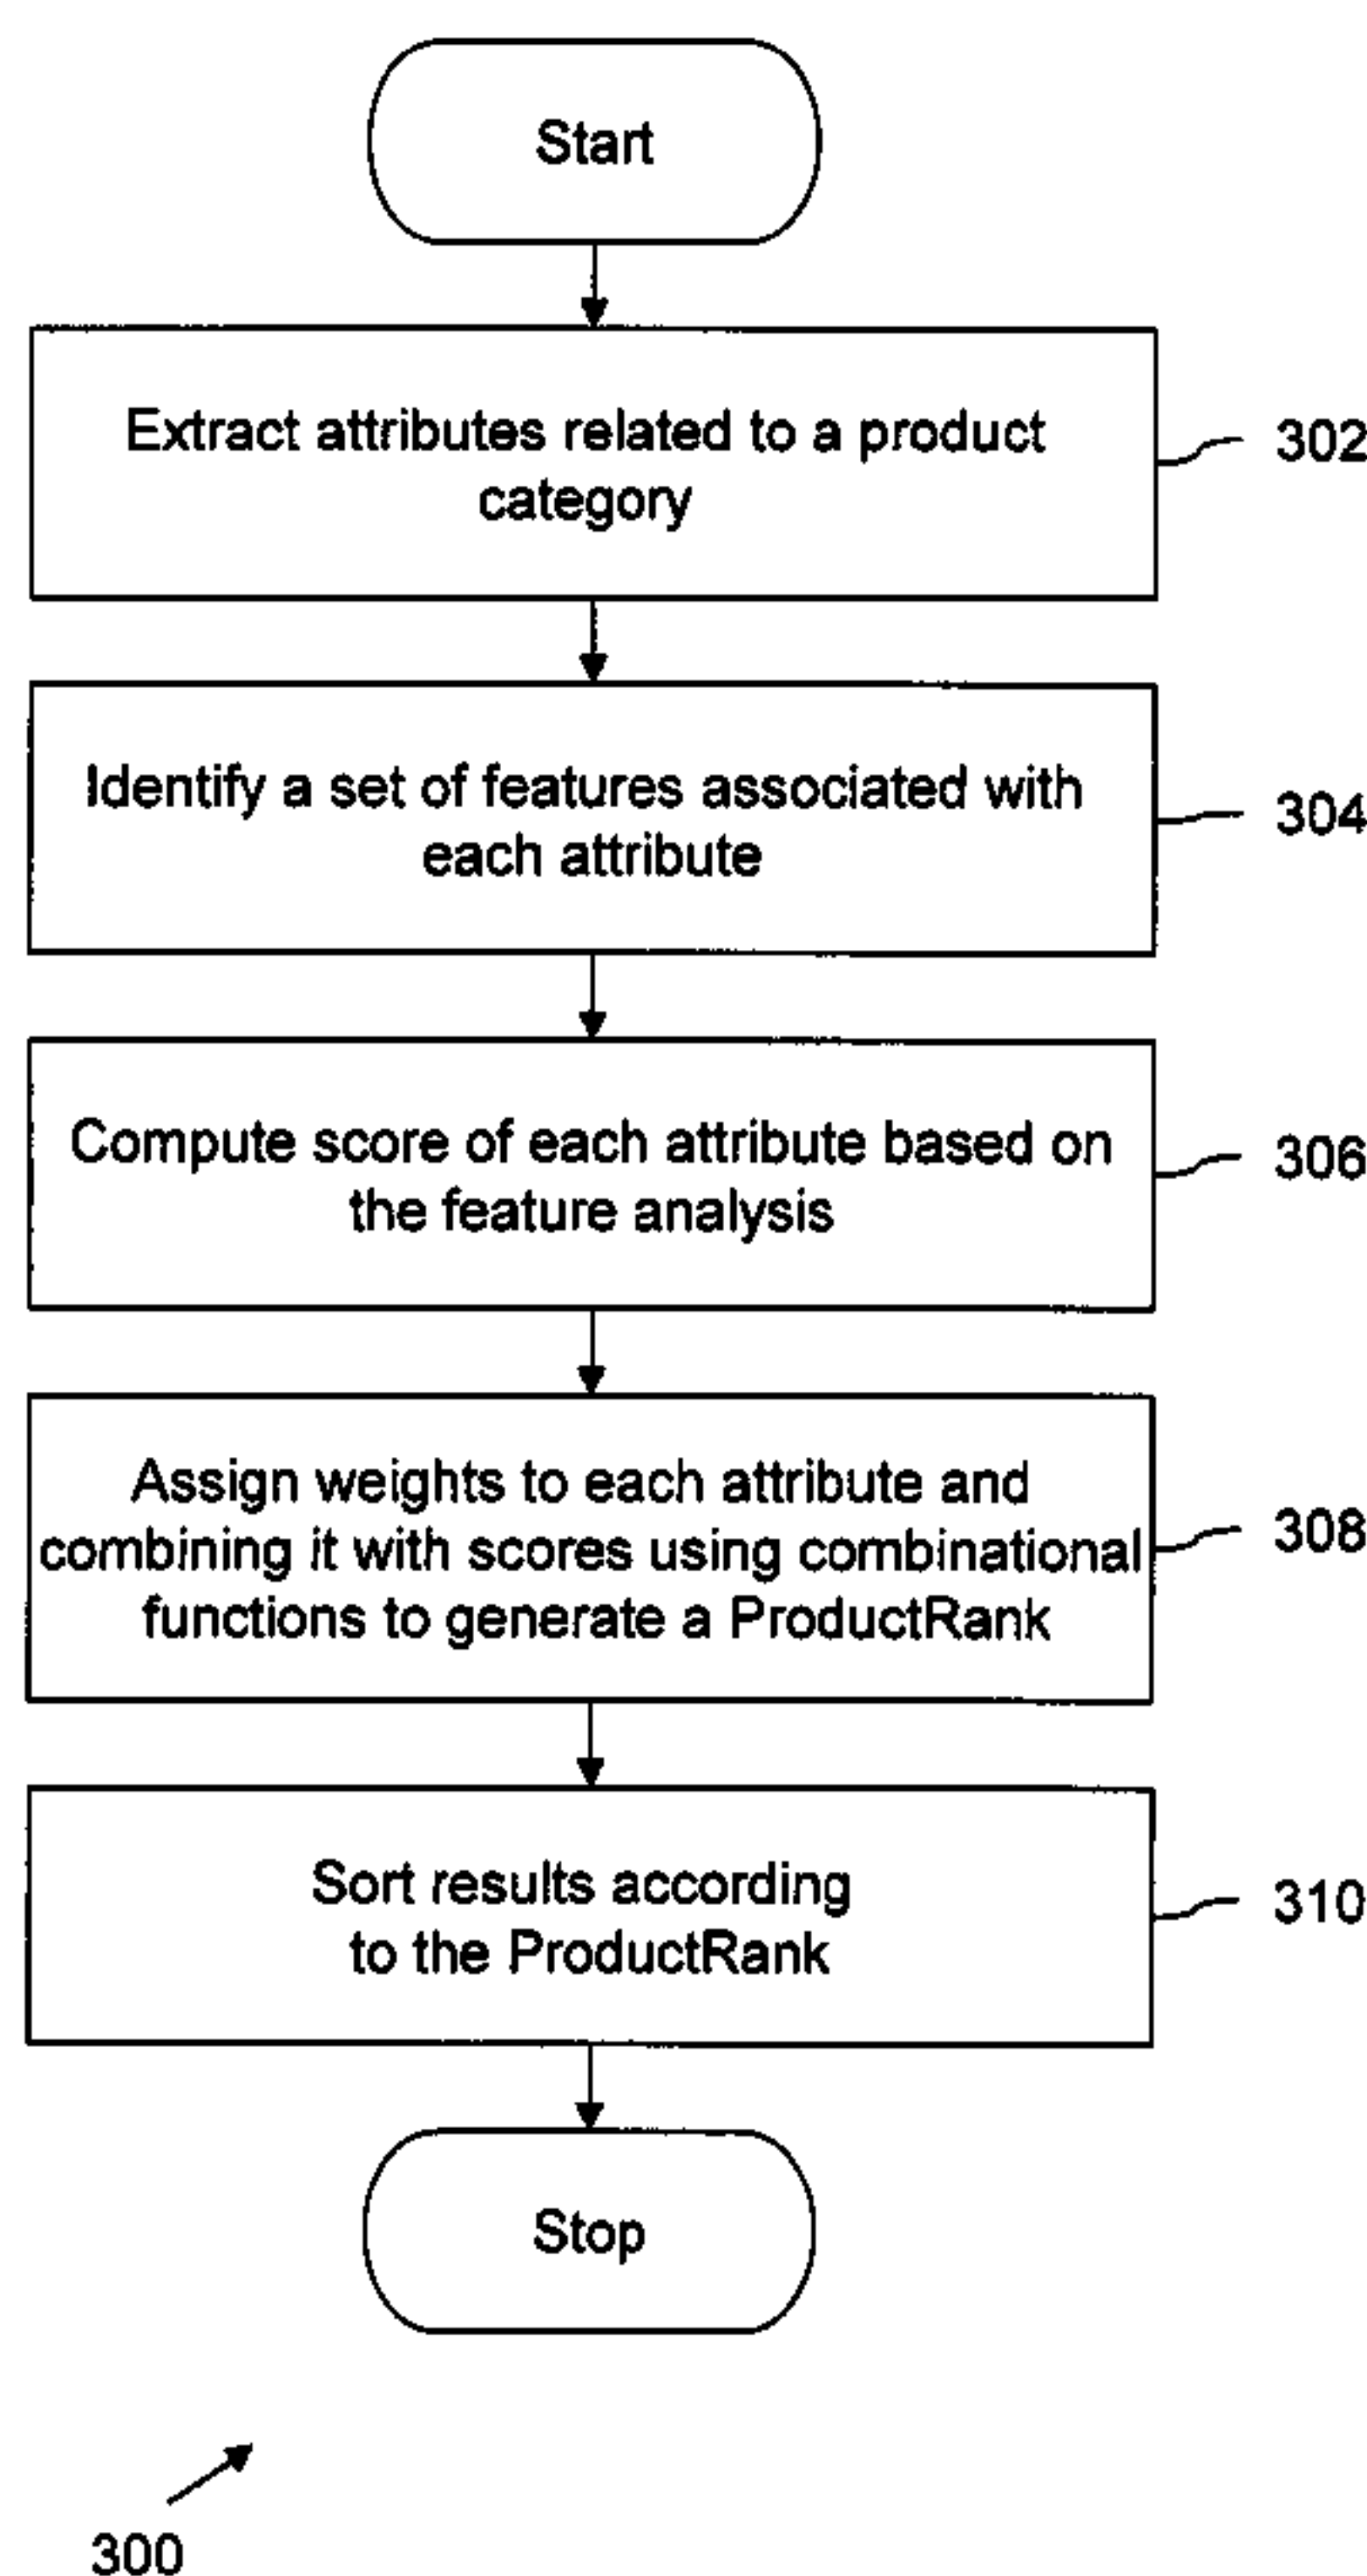 Start
Extract attributes related to a product
category
302
Identify a set of features associated with
each attribute
304
Compute score of each attribute based on
the feature analysis
306
Assign weights to each attribute and
combining it with scores using combinational
functions to generate a ProductRank
308
Sort results according
to the ProductRank
310
Stop
300